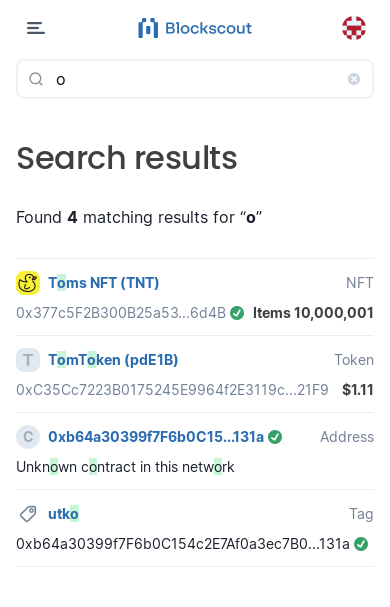 Blockscout
o
Search results
Found 4 matching results for “o”
Toms NFT (TNT) NFT
0x377c5F2B300B25a53...6d4B Items 10,000,001
T TomToken (pdE1B) Token
0xC35Cc7223B0175245E9964f2E3119c...21F9 $1.11
C 0xb64a30399f7F6b0C15...131a Address
Unknown contract in this network
utko Tag
0xb64a30399f7F6b0C154c2E7Af0a3ec7B0...131a